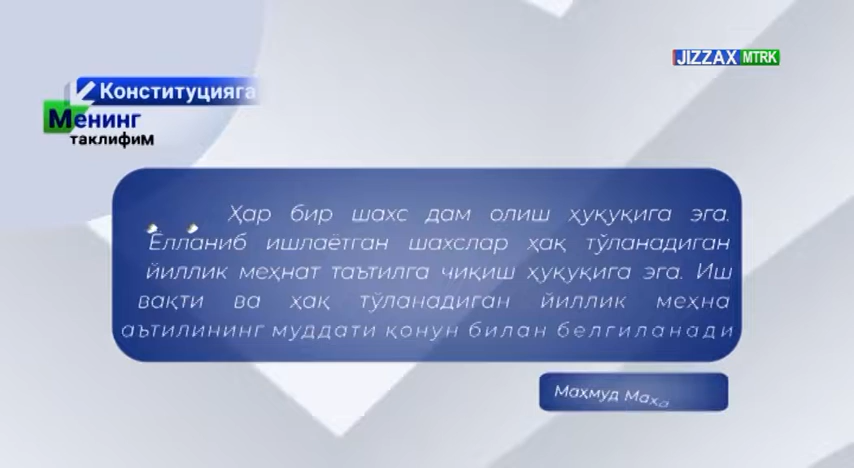 JIZZAX MTRK
Конституцияга
Менинг
таклифим
Ҳар бир шахс дам олиш ҳуқуқига эга.
Ёлланиб ишлаётган шахслар ҳақ тўланадиган
йиллик меҳнат таътилга чиқиш ҳуқуқига эга. Иш
вақти ва ҳақ тўланадиган йиллик меҳна
аътилининг муддати қонун билан белгиланади
Маҳмуд Маҳа